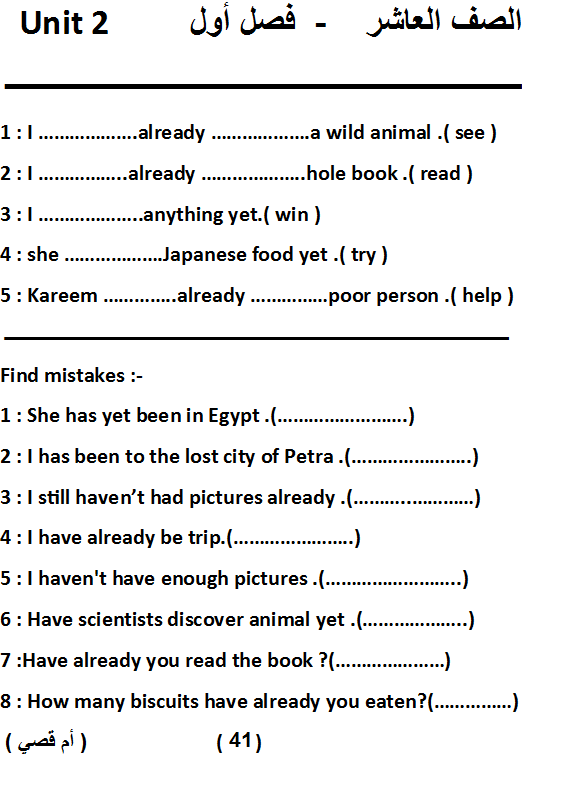 Unit 2 الصف العاشر - فصل أول
1 : I ...................already ...................a wild animal .( see )
2 : I .................already ....................hole book .( read )
3 : I ....................anything yet.( win )
4 : she ...................Japanese food yet .( try )
5 : Kareem ..............already ...............poor person .( help )
Find mistakes :-
1 : She has yet been in Egypt .(.........................)
2 : I has been to the lost city of Petra .(.......................)
3 : I still haven’t had pictures already .(.......................)
4 : I have already be trip.(.......................)
5 : I haven't have enough pictures .(..........................)
6 : Have scientists discover animal yet .(....................)
7 :Have already you read the book ?(.....................)
8 : How many biscuits have already you eaten?(...............)
( أم قصي ) ( 41 )